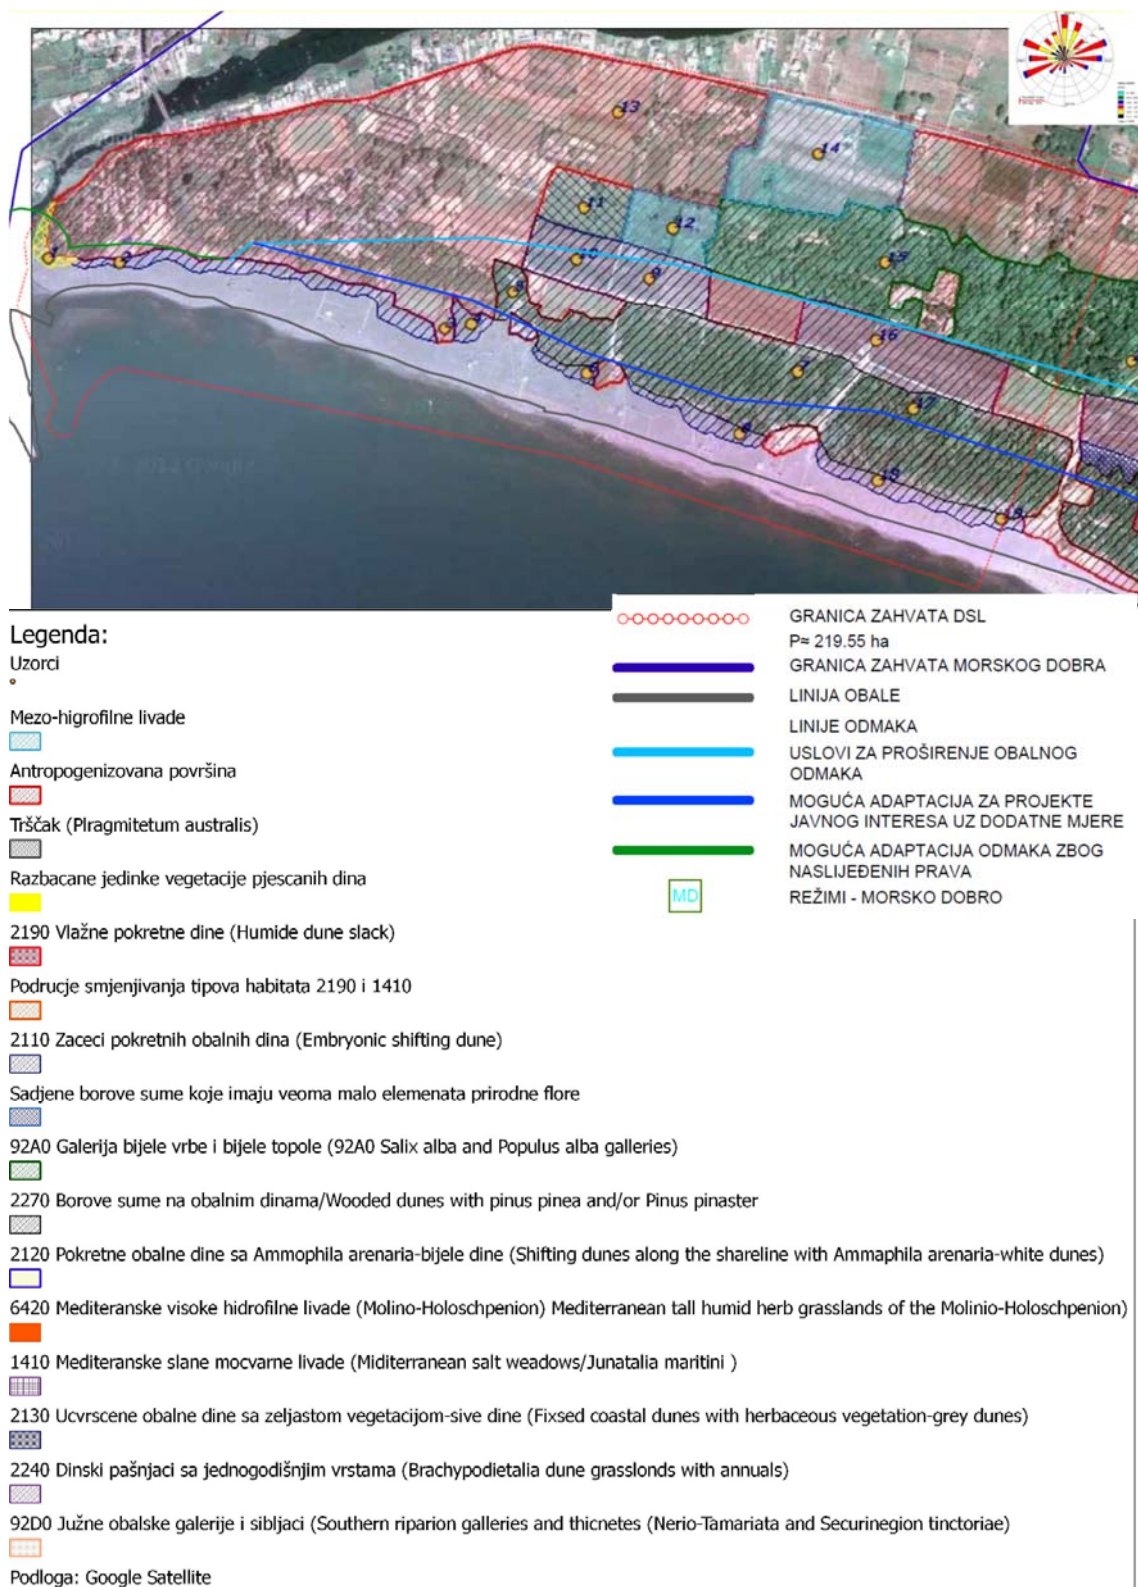 13
14
11
12
15
1
2
9
8
3
16
7
17
6
18
19
Legenda:
Uzorci
Mezo-higrofilne livade
Antropogenizovana površina
Trščak (Plragmitetum australis)
Razbacane jedinke vegetacije pjescanih dina
2190 Vlažne pokretne dine (Humide dune slack)
Podrucje smjenjivanja tipova habitata 2190 i 1410
2110 Zaceci pokretnih obalnih dina (Embryonic shifting dune)
Sadjene borove sume koje imaju veoma malo elemenata prirodne flore
92A0 Galerija bijele vrbe i bijele topole (92A0 Salix alba and Populus alba galleries)
2270 Borove sume na obalnim dinama/Wooded dunes with pinus pinea and/or Pinus pinaster
2120 Pokretne obalne dine sa Ammophila arenaria-bijele dine (Shifting dunes along the shareline with Ammaphila arenaria-white dunes)
6420 Mediteranske visoke hidrofilne livade (Molino-Holoschpenion) Mediterranean tall humid herb grasslands of the Molinio-Holoschpenion)
1410 Mediteranske slane mocvarne livade (Miditerranean salt weadows/Junatalia maritini )
2130 Ucvrscene obalne dine sa zeljastom vegetacijom-sive dine (Fixsed coastal dunes with herbaceous vegetation-grey dunes)
2240 Dinski pašnjaci sa jednogodišnjim vrstama (Brachypodietalia dune grasslonds with annuals)
92D0 Južne obalske galerije i sibljaci (Southern riparion galleries and thicnetes (Nerio-Tamariata and Securinegion tinctoriae)
Podloga: Google Satellite
GRANICA ZAHVATA DSL
P= 219.55 ha
GRANICA ZAHVATA MORSKOG DOBRA
LINIJA OBALE
LINIJE ODMAKA
USLOVI ZA PROŠIRENJE OBALNOG
ODMAKA
MOGUĆA ADAPTACIJA ZA PROJEKTE
JAVNOG INTERESA UZ DODATNE MJERE
MOGUĆA ADAPTACIJA ODMAKA ZBOG
NASLIJEĐENIH PRAVA
MD
REŽIMI - MORSKO DOBRO